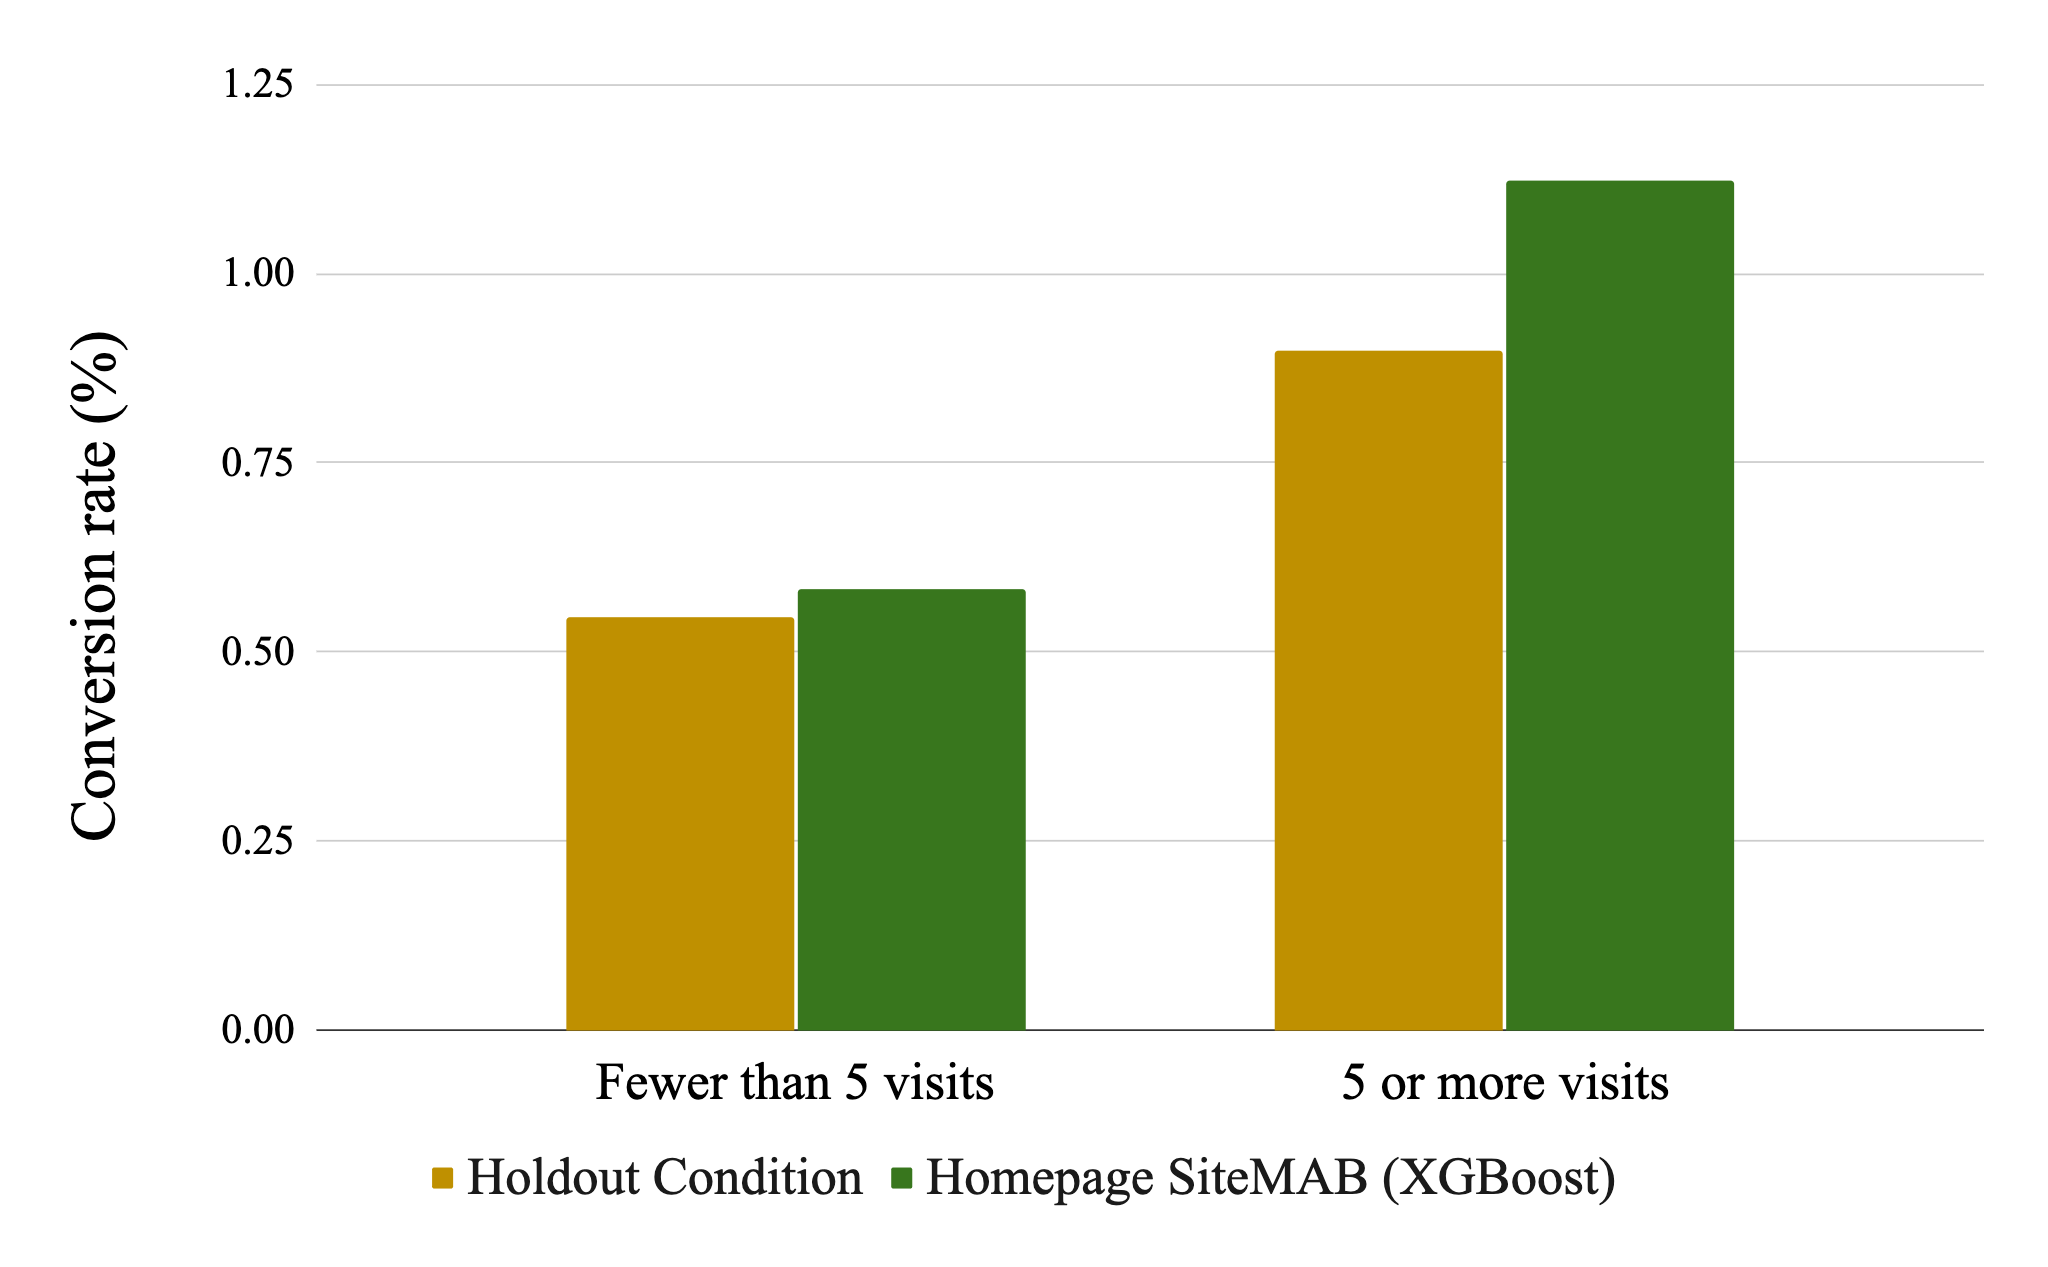 Conversion rate (%)
1.25
1.00
0.75
0.50
0.25
0.00
Fewer than 5 visits
5 or more visits
Holdout Condition
Homepage SiteMAB (XGBoost)